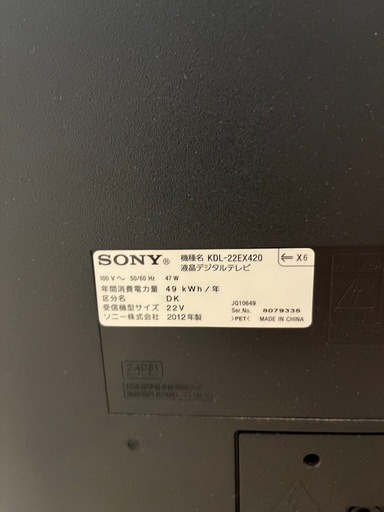 SONY® 機種名 KDL-22EX420
液晶デジタルテレビ
X6
100 V ～ 50/60 Hz 47 W
年間消費電力量 49 kWh/年
区分名 DK
受信機型サイズ 22V
ソニー株式会社 2012年製
JQ10649
Ser.No. 8079335
>PET< MADE IN CHINA